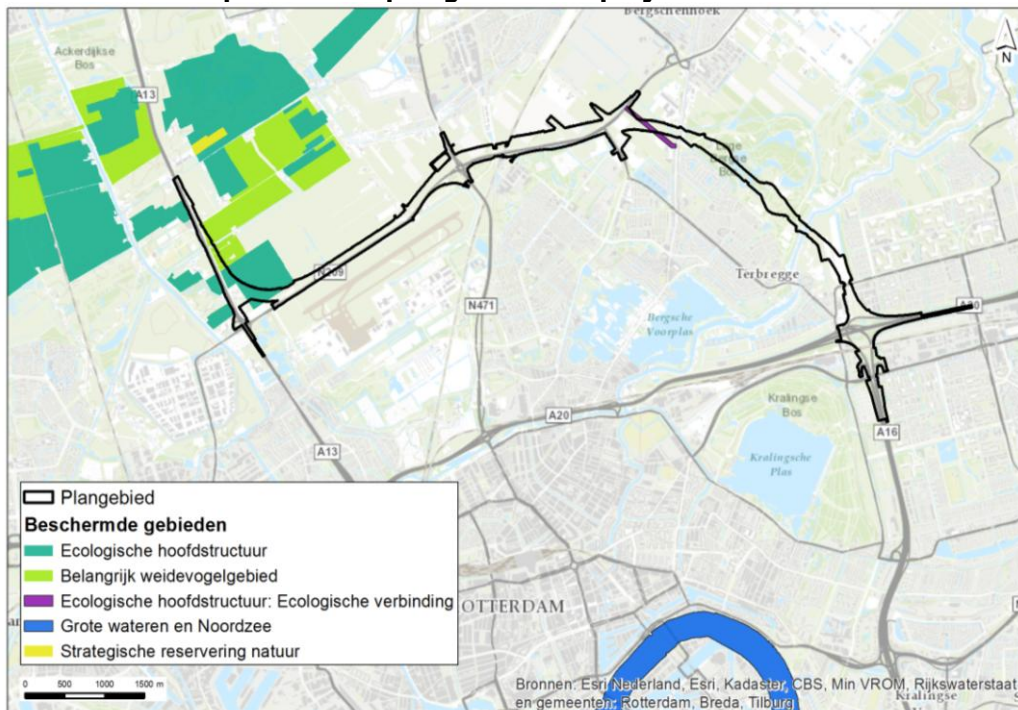 Bergschenhoek
Ackerdijkse
Bos
A13
N
N209
N471
Terbregge
Bergsche
Voorplas
A20
Kralingse
Bos
Kralingsche
Plas
A20
A16
A13
Plangebied
Beschermde gebieden
Ecologische hoofdstructuur
Belangrijk weidevogelgebied
Ecologische hoofdstructuur: Ecologische verbinding
Grote wateren en Noordzee
Strategische reservering natuur
OTTERDAM
0 500 1000 1500 m
Bronnen: Esri Nederland, Esri, Kadaster, CBS, Min VROM, Rijkswaterstaat
en gemeenten: Rotterdam, Breda, Tilburg
Kralingse